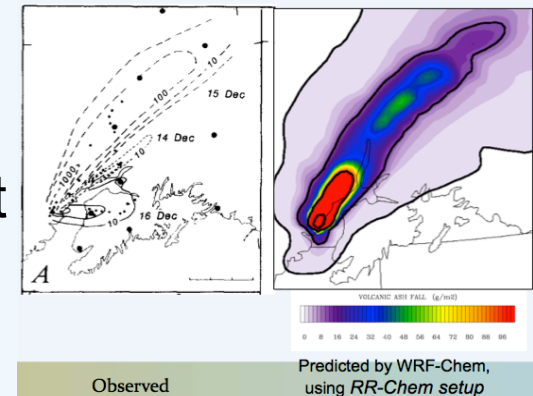 10
100
15 Dec
1000
14 Dec
10
t
10
16 Dec
A
VOLCANIC ASH FALL (g/m2)
0 8 16 24 32 40 48 56 64 72 80 88 96
Observed
Predicted by WRF-Chem,
using RR-Chem setup